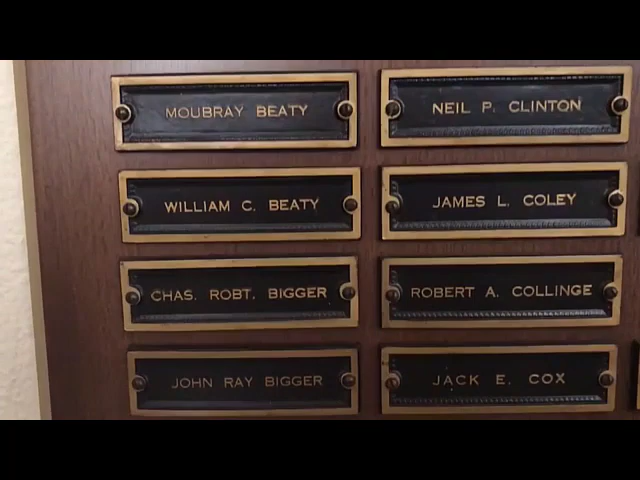 MOUBRAY BEATY
WILLIAM C. BEATY
CHAS. ROBT. BIGGER
JOHN RAY BIGGER
NEIL P. CLINTON
JAMES L. COLEY
ROBERT A. COLLINGE
JACK E. COX